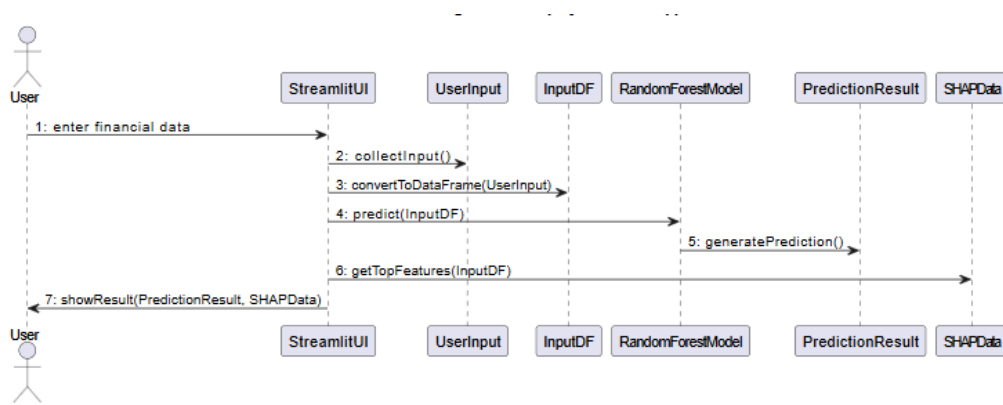 User
StreamlitUI
UserInput
InputDF
RandomForestModel
PredictionResult
SHAPData
1: enter financial data
2: collectInput()
3: convertToDataFrame(UserInput)
4: predict(InputDF)
5: generatePrediction()
6: getTopFeatures(InputDF)
7: showResult(PredictionResult, SHAPData)
User
StreamlitUI
UserInput
InputDF
RandomForestModel
PredictionResult
SHAPData